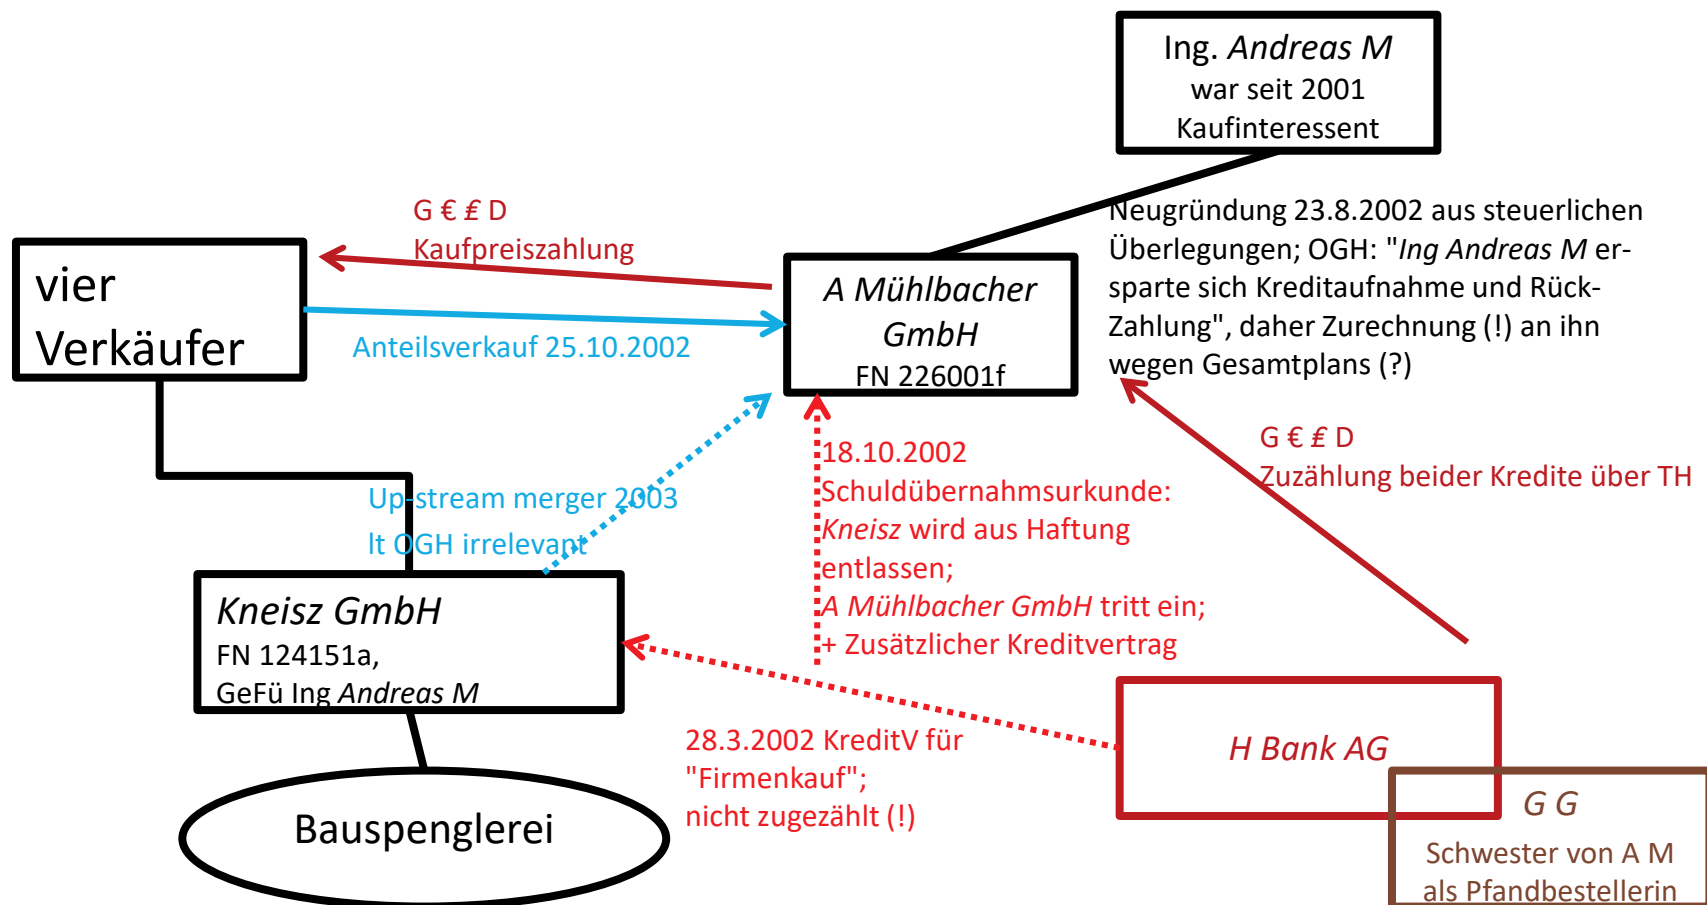 Ing. Andreas M
war seit 2001
Kaufinteressent
G € ₤ D
Kaufpreiszahlung
vier
Verkäufer
Anteilsverkauf 25.10.2002
A Mühlbacher
GmbH
FN 226001f
Neugründung 23.8.2002 aus steuerlichen
Überlegungen; OGH: "Ing Andreas M er-
sparte sich Kreditaufnahme und Rück-
Zahlung", daher Zurechnung (!) an ihn
wegen Gesamtplans (?)
G € ₤ D
Zuzählung beider Kredite über TH
Up-stream merger 2003
lt OGH irrelevant
18.10.2002
Schuldübernahmsurkunde:
Kneisz wird aus Haftung
entlassen;
A Mühlbacher GmbH tritt ein;
+ Zusätzlicher Kreditvertrag
Kneisz GmbH
FN 124151a,
GeFü Ing Andreas M
28.3.2002 KreditV für
"Firmenkauf";
nicht zugezählt (!)
H Bank AG
Bauspenglerei
G G
Schwester von A M
als Pfandbestellerin